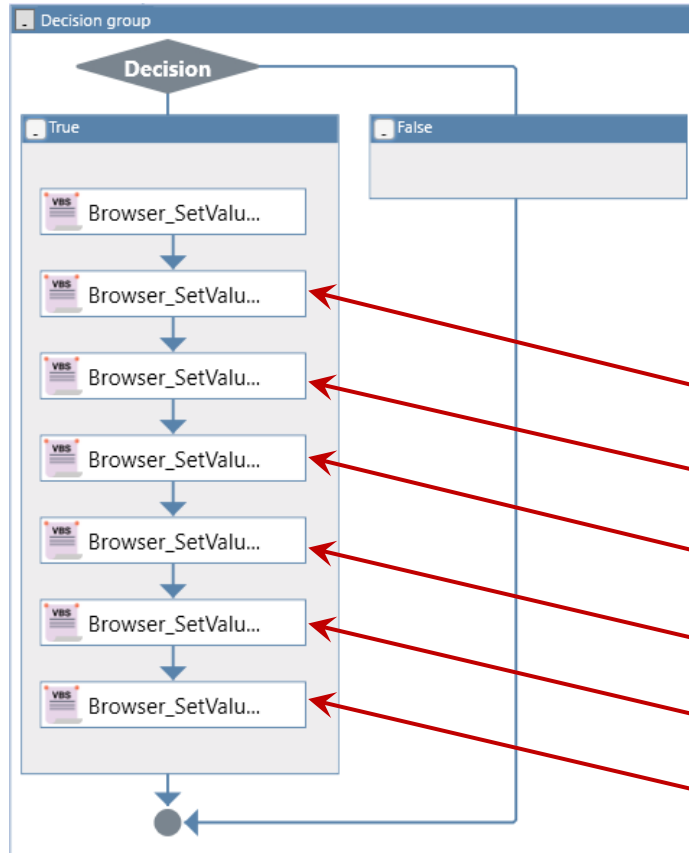 Decision group
Decision
True
False
VBS
Browser_SetValu...
VBS
Browser_SetValu...
VBS
Browser_SetValu...
VBS
Browser_SetValu...
VBS
Browser_SetValu...
VBS
Browser_SetValu...
VBS
Browser_SetValu...